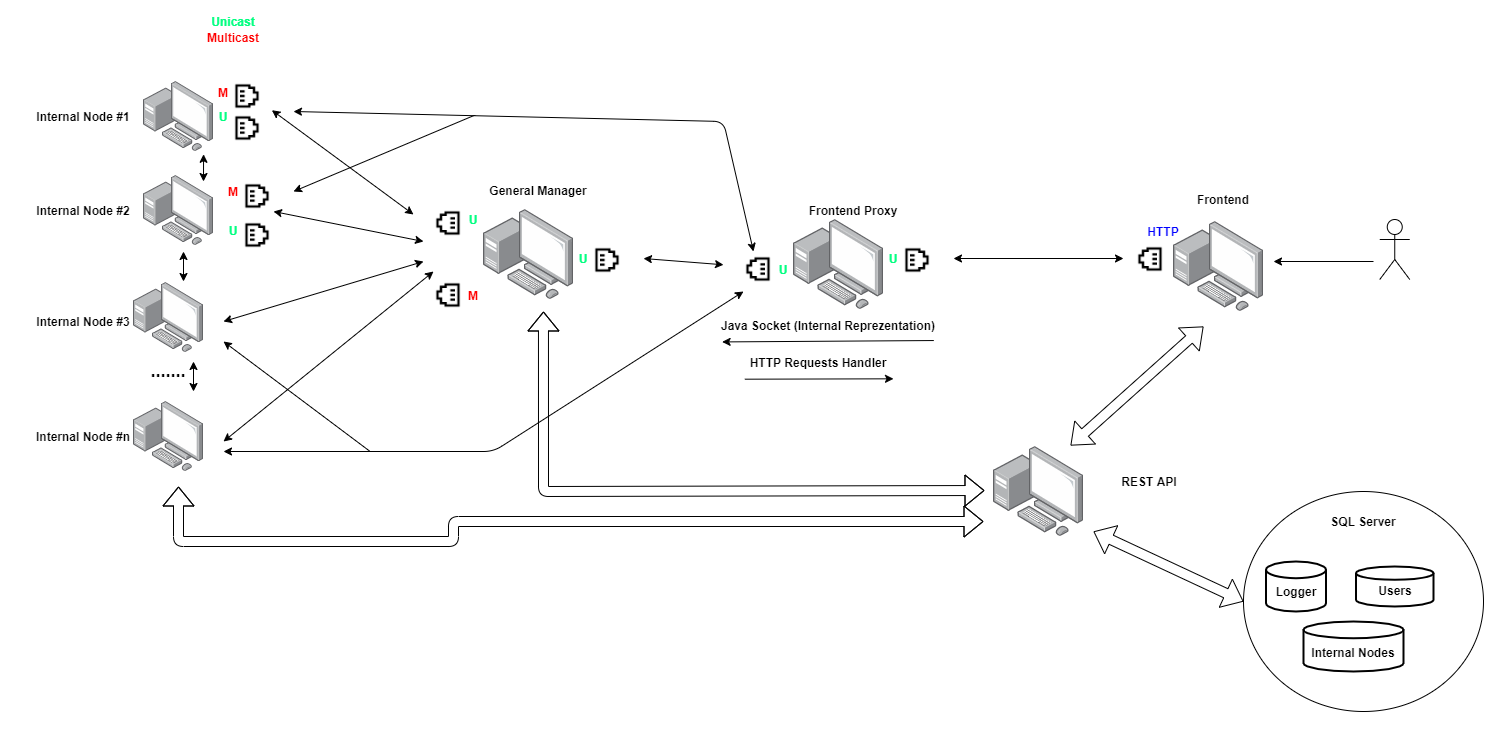 Unicast
Multicast
M
Internal Node #1
U
M
Internal Node #2
U
Internal Node #3
.......
Internal Node #n
General Manager
U
U
M
Frontend Proxy
U
U
Java Socket (Internal Reprezentation)
HTTP Requests Handler
Frontend
HTTP
REST API
SQL Server
Logger
Users
Internal Nodes